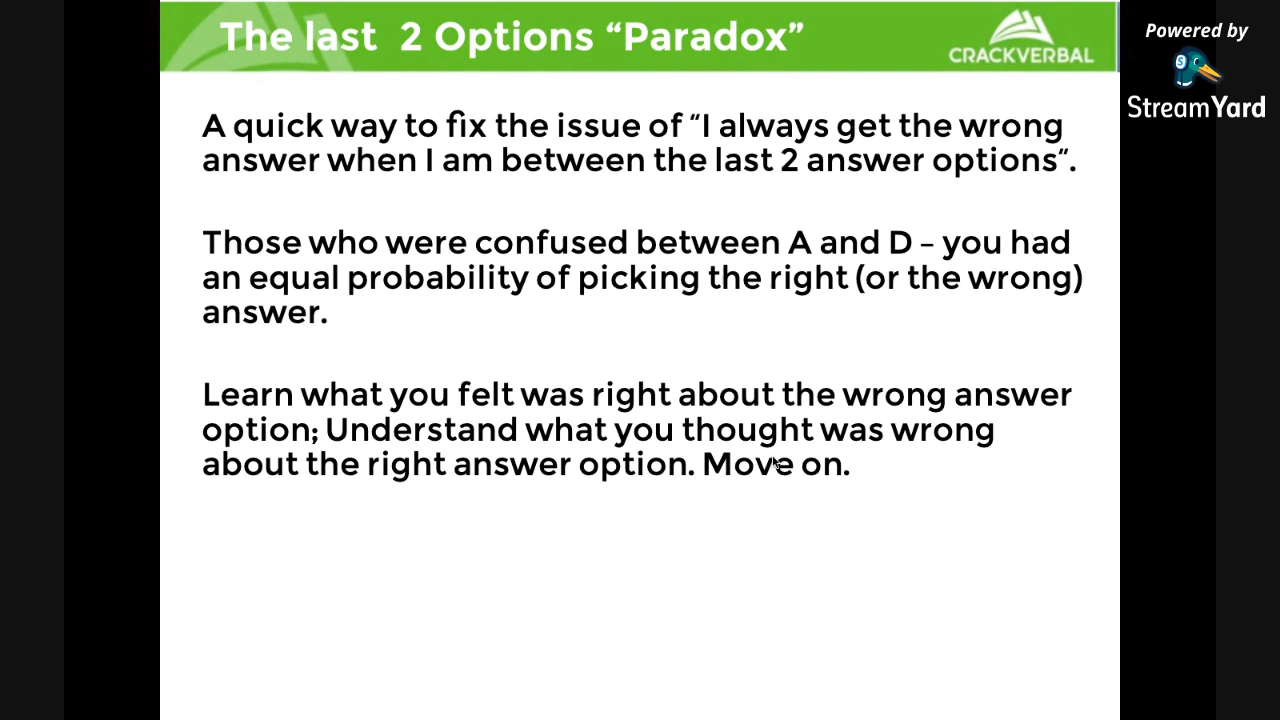 The last 2 Options “Paradox”
CRACKVERBAL
Powered by
StreamYard
A quick way to fix the issue of “I always get the wrong
answer when I am between the last 2 answer options”.
Those who were confused between A and D – you had
an equal probability of picking the right (or the wrong)
answer.
Learn what you felt was right about the wrong answer
option; Understand what you thought was wrong
about the right answer option. Move on.